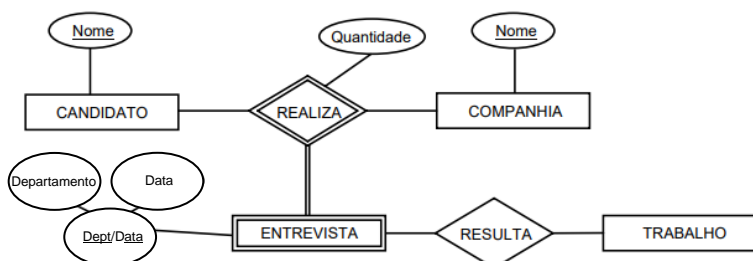 Nome
Quantidade
Nome
CANDIDATO
REALIZA
COMPANHIA
Departamento
Data
Dept/Data
ENTREVISTA
RESULTA
TRABALHO